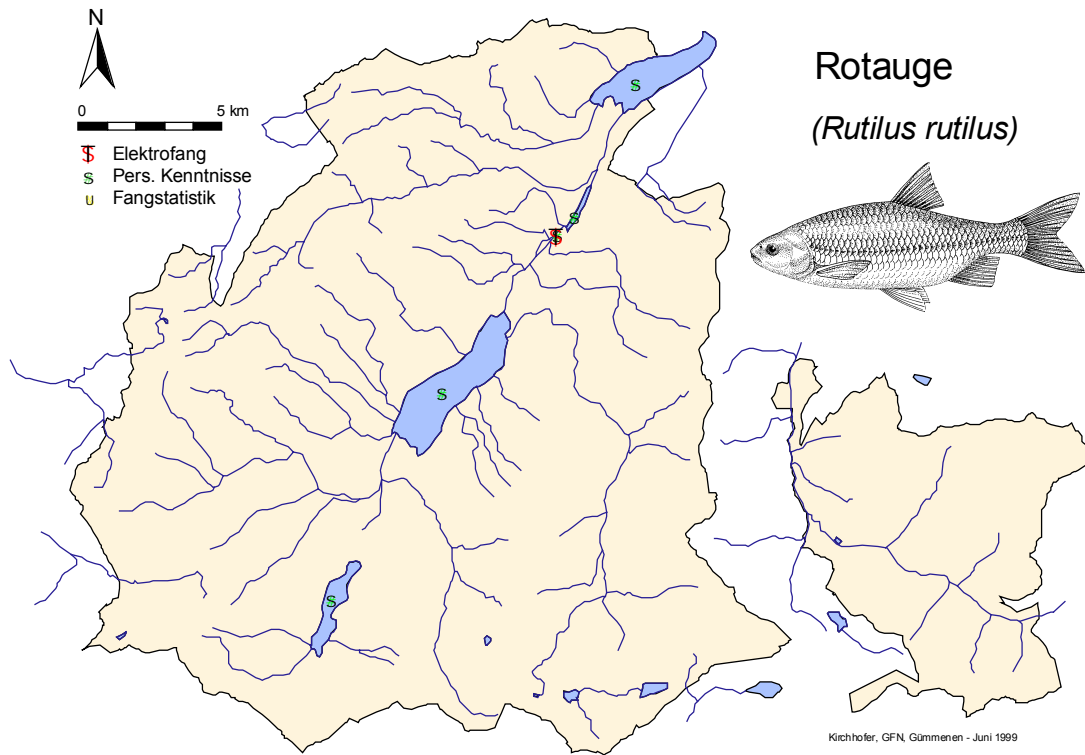 N
0 5 km
Elektrofang
s Pers. Kenntnisse
u Fangstatistik
Rotauge
(Rutilus rutilus)
s
s
s
s
s
Kirchhofer, GFN, Gümmenen - Juni 1999